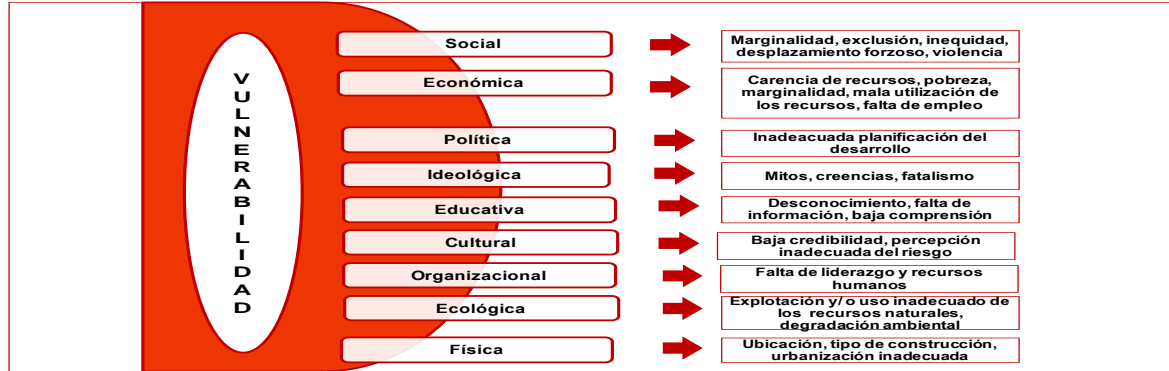 VULNERABILIDAD
Social
Marginalidad, exclusión, inequidad,
desplazamiento forzoso, violencia
Económica
Carencia de recursos, pobreza,
marginalidad, mala utilización de
los recursos, falta de empleo
Política
Inadeacuada planificación del
desarrollo
Ideológica
Mitos, creencias, fatalismo
Educativa
Desconocimiento, falta de
información, baja comprensión
Cultural
Baja credibilidad, percepción
inadecuada del riesgo
Organizacional
Falta de liderazgo y recursos
humanos
Ecológica
Explotación y/ o uso inadecuado de
los recursos naturales,
degradación ambiental
Física
Ubicación, tipo de construcción,
urbanización inadecuada